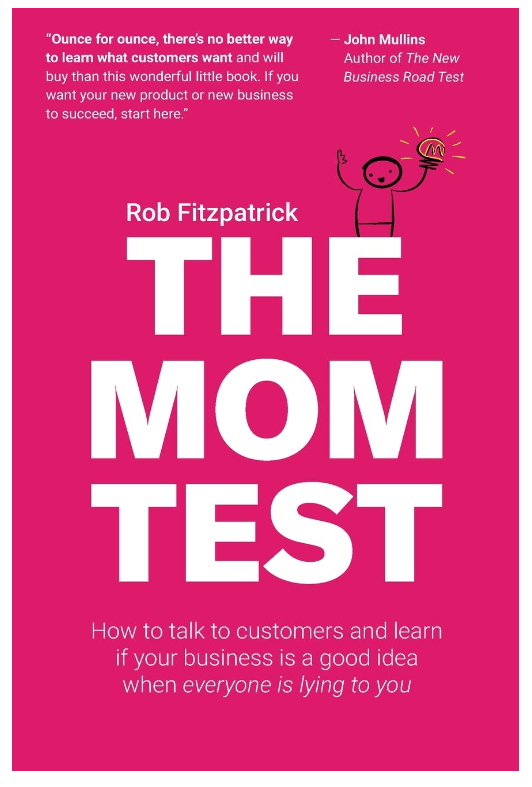 “Ounce for ounce, there’s no better way
to learn what customers want and will
buy than this wonderful little book. If you
want your new product or new business
to succeed, start here.”
— John Mullins
Author of The New
Business Road Test
Rob Fitzpatrick
THE
MOM
TEST
How to talk to customers and learn
if your business is a good idea
when everyone is lying to you